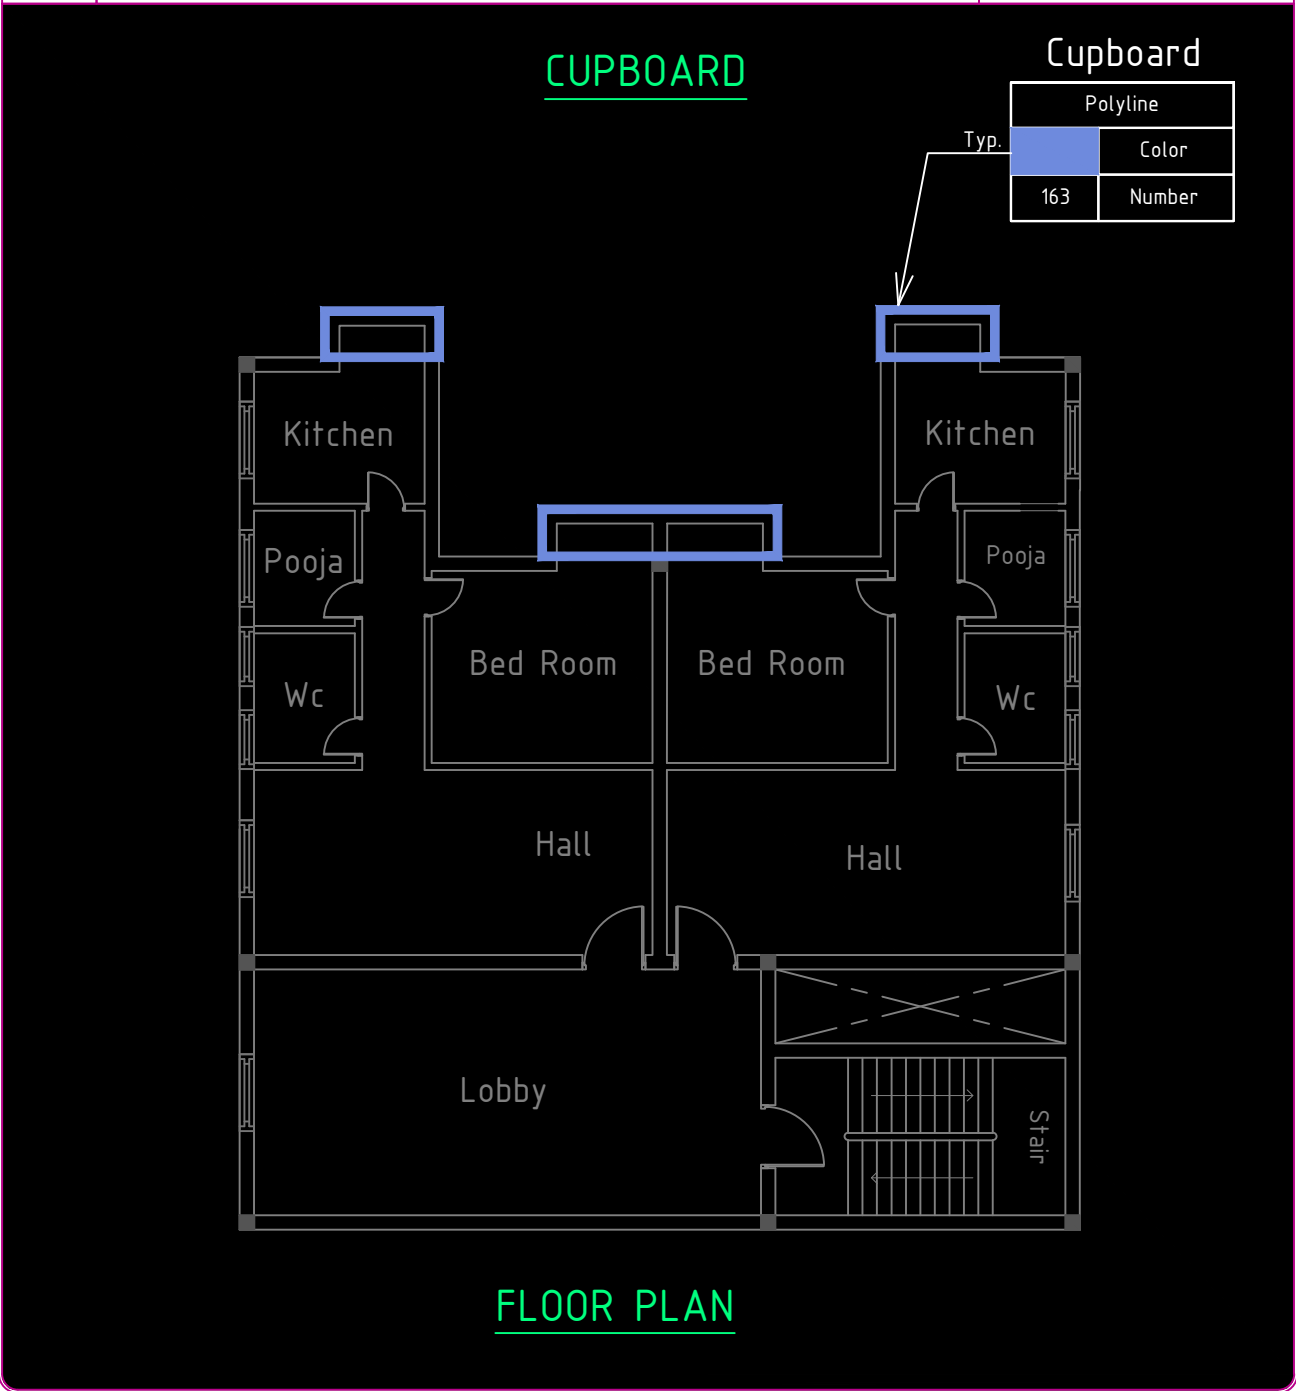 CUPBOARD
Cupboard
Polyline
Typ.
Color
163 Number
Kitchen
Kitchen
Pooja
Pooja
Bed Room
Bed Room
Wc
Wc
Hall
Hall
Lobby
Stair
FLOOR PLAN